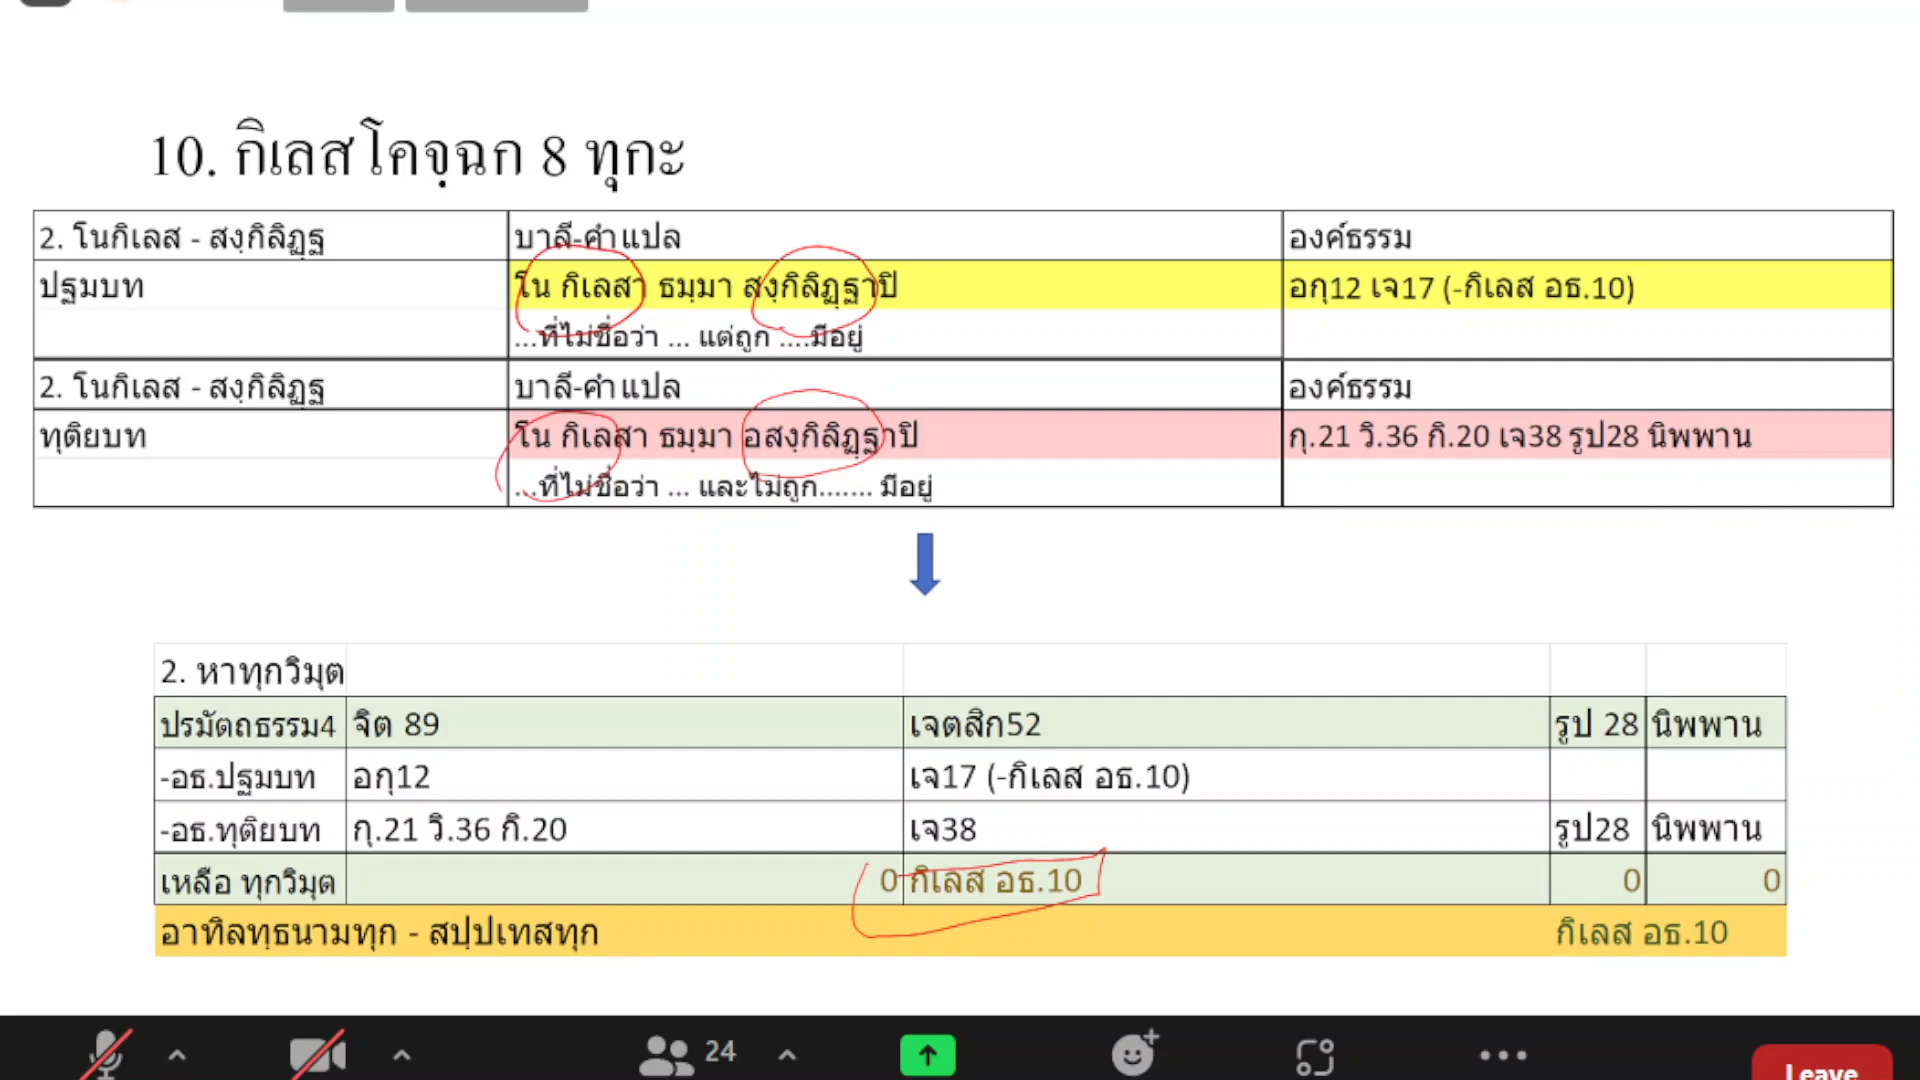 10. กิเลสโคจฺฉก 8 ทุกะ
2. โนกิเลส - สงฺกิลิฏฺฐ บาลี-คำแปล องค์ธรรม
ปฐมบท โน กิเลสา ธมฺมา สงฺกิลิฏฺฐาปิ อกุ12 เจ17 (-กิเลส อธ.10)
...ที่ไม่ชื่อว่า ... แต่ถูก ....มีอยู่
2. โนกิเลส - สงฺกิลิฏฺฐ บาลี-คำแปล องค์ธรรม
ทุติยบท โน กิเลสา ธมฺมา อสงฺกิลิฏฺฐาปิ กุ.21 วิ.36 กิ.20 เจ38 รูป28 นิพพาน
...ที่ไม่ชื่อว่า ... และไม่ถูก....... มีอยู่
2. หาทุกวิมุต
ปรมัตถธรรม4 จิต 89 เจตสิก52 รูป 28 นิพพาน
-อธ.ปฐมบท อกุ12 เจ17 (-กิเลส อธ.10)
-อธ.ทุติยบท กุ.21 วิ.36 กิ.20 เจ38 รูป28 นิพพาน
เหลือ ทุกวิมุต 0 กิเลส อธ.10 0 0
อาทิลทฺธนามทุก - สปฺปเทสทุก กิเลส อธ.10
24
Leave